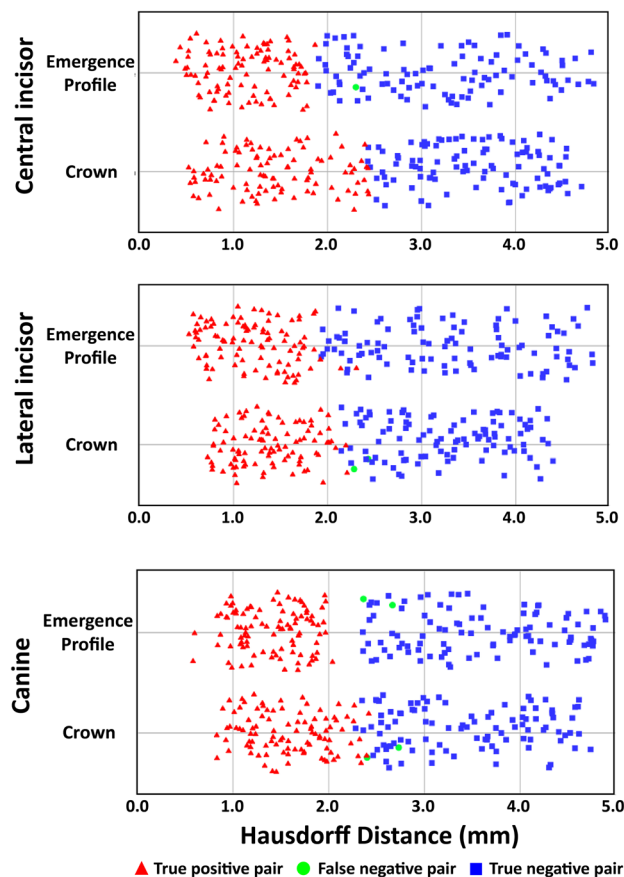 Central incisor
Emergence
Profile
Crown
0.0 1.0 2.0 3.0 4.0 5.0
Lateral incisor
Emergence
Profile
Crown
0.0 1.0 2.0 3.0 4.0 5.0
Canine
Emergence
Profile
Crown
0.0 1.0 2.0 3.0 4.0 5.0
Hausdorff Distance (mm)
True positive pair False negative pair True negative pair